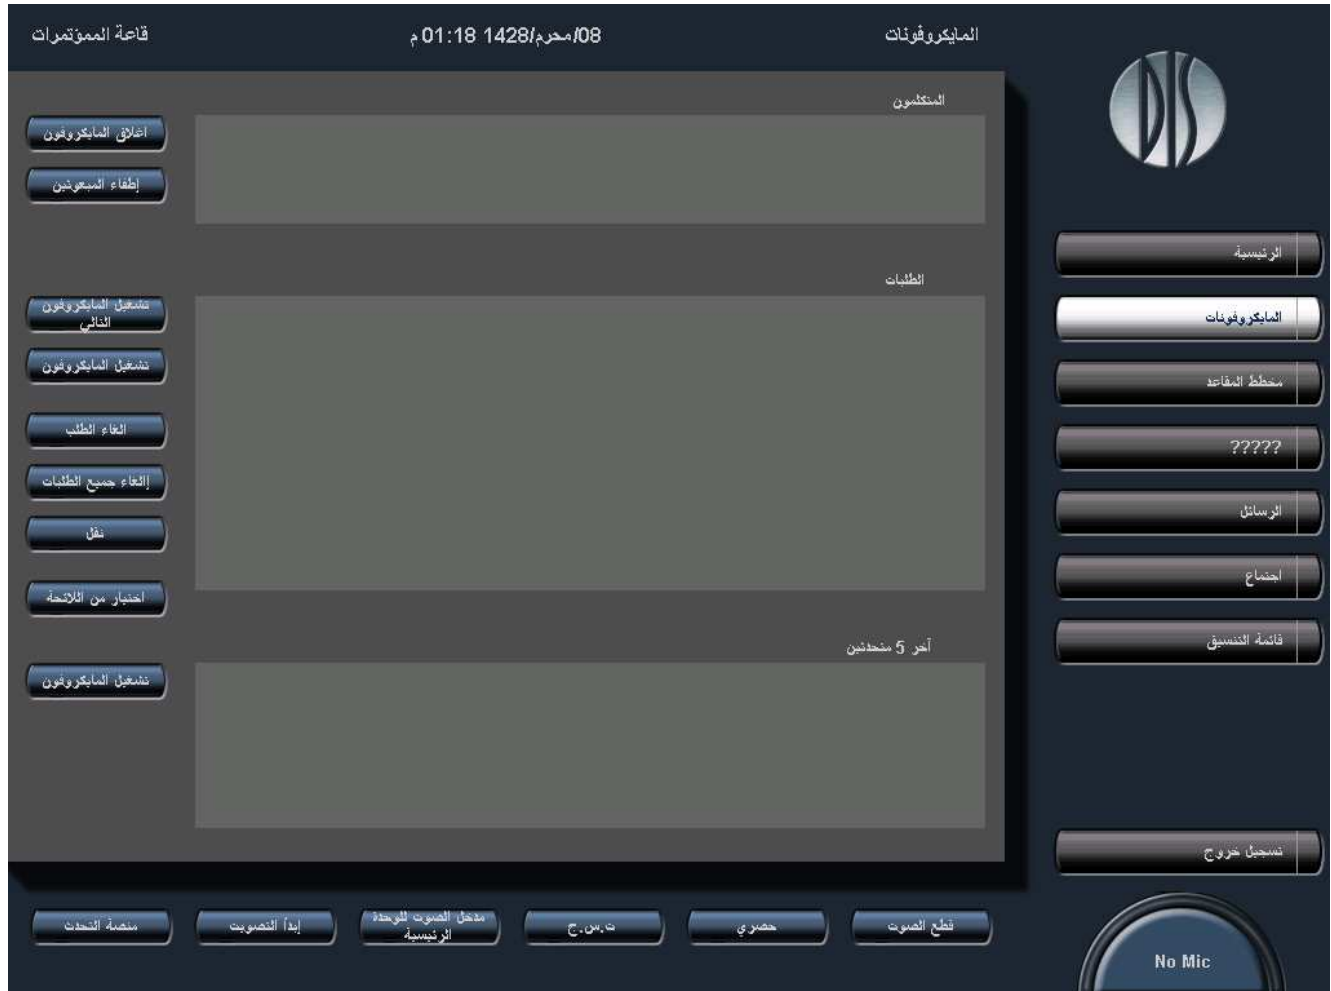 المايكروفونات
08/محرم/1428 01:18 م
قاعة الممؤتمرات
DIS
المتكلمون
اغلاق المايكروفون
إطفاء المبعوثين
الطلبات
تشغيل المايكروفون
التالي
تشغيل المايكروفون
الغاء الطلب
إالغاء جميع الطلبات
نقل
اختيار من اللائحة
آخر 5 متحدثين
تشغيل المايكروفون
الرئيسية
المايكروفونات
مخطط المقاعد
?????
الرسائل
اجتماع
قائمة التنسيق
تسجيل خروج
قطع الصوت
حصري
ت.س.ج
مدخل الصوت للوحدة
الرئيسية
إبدأ التصويت
منصة التحدث
No Mic